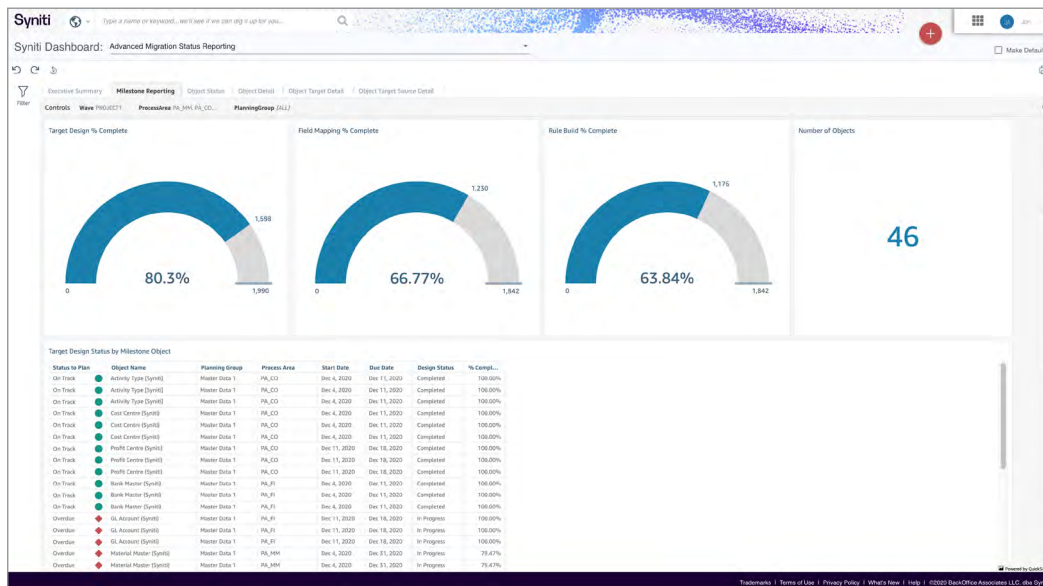 Syniti
Type a name or keyword... we'll see if we can dig it up for you...
Syniti Dashboard: Advanced Migration Status Reporting
Make Defaul
Filter
Executive Summary Milestone Reporting Object Status Object Detail Object Target Detail Object Target Source Detail
Controls Wave PROJECT1 ProcessArea PA_MM, PA_CO... PlanningGroup (ALL)
Target Design % Complete Field Mapping % Complete Rule Build % Complete Number of Objects
1,598 1,230 1,176
80.3% 66.77% 63.84% 46
0 1,990 0 1,842 0 1,842
Target Design Status by Milestone Object
Status to Plan Object Name Planning Group Process Area Start Date Due Date Design Status % Compl...
On Track Activity Type (Syniti) Master Data 1 PA_CO Dec 4, 2020 Dec 11, 2020 Completed 100.00%
On Track Activity Type (Syniti) Master Data 1 PA_CO Dec 4, 2020 Dec 11, 2020 Completed 100.00%
On Track Activity Type (Syniti) Master Data 1 PA_CO Dec 4, 2020 Dec 11, 2020 Completed 100.00%
On Track Cost Centre (Syniti) Master Data 1 PA_CO Dec 4, 2020 Dec 11, 2020 Completed 100.00%
On Track Cost Centre (Syniti) Master Data 1 PA_CO Dec 4, 2020 Dec 11, 2020 Completed 100.00%
On Track Cost Centre (Syniti) Master Data 1 PA_CO Dec 4, 2020 Dec 11, 2020 Completed 100.00%
On Track Profit Centre (Syniti) Master Data 1 PA_CO Dec 11, 2020 Dec 18, 2020 Completed 100.00%
On Track Profit Centre (Syniti) Master Data 1 PA_CO Dec 11, 2020 Dec 18, 2020 Completed 100.00%
On Track Profit Centre (Syniti) Master Data 1 PA_CO Dec 11, 2020 Dec 18, 2020 Completed 100.00%
On Track Bank Master (Syniti) Master Data 1 PA_FI Dec 4, 2020 Dec 11, 2020 Completed 100.00%
On Track Bank Master (Syniti) Master Data 1 PA_FI Dec 4, 2020 Dec 11, 2020 Completed 100.00%
On Track Bank Master (Syniti) Master Data 1 PA_FI Dec 4, 2020 Dec 11, 2020 Completed 100.00%
Overdue GL Account (Syniti) Master Data 1 PA_FI Dec 11, 2020 Dec 18, 2020 In Progress 100.00%
Overdue GL Account (Syniti) Master Data 1 PA_FI Dec 11, 2020 Dec 18, 2020 In Progress 100.00%
Overdue GL Account (Syniti) Master Data 1 PA_FI Dec 11, 2020 Dec 18, 2020 In Progress 100.00%
Overdue Material Master (Syniti) Master Data 1 PA_MM Dec 4, 2020 Dec 31, 2020 In Progress 79.47%
Overdue Material Master (Syniti) Master Data 1 PA_MM Dec 4, 2020 Dec 31, 2020 In Progress 79.47%
Powered by QuickS
Trademarks | Terms of Use | Privacy Policy | What's New | Help | ©2020 BackOffice Associates LLC, dba Syn